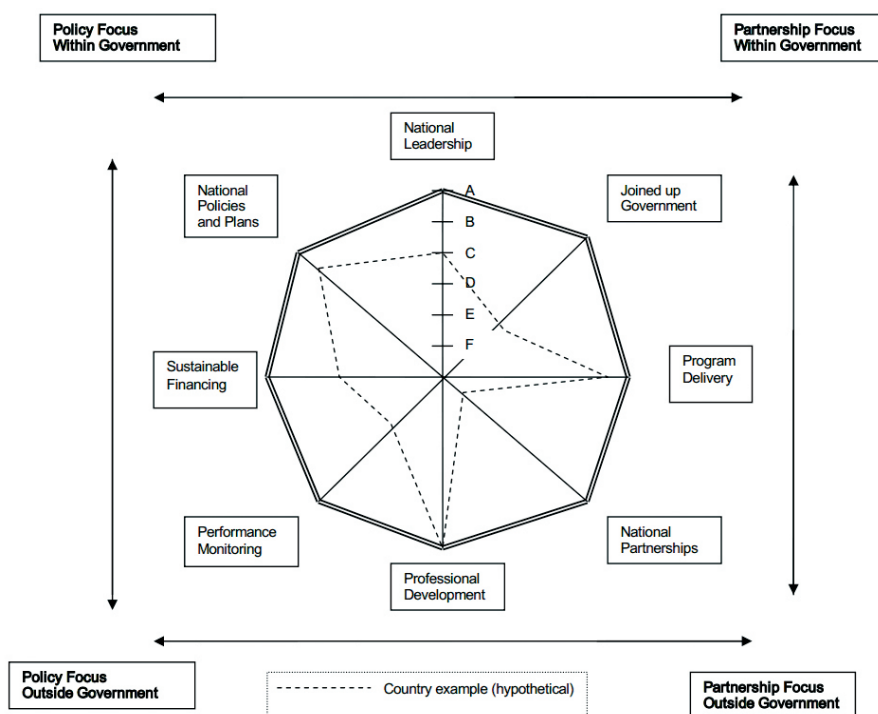 Policy Focus
Within Government
Partnership Focus
Within Government
National
Leadership
National
Policies
and Plans
Joined up
Government
A
B
C
D
E
F
Sustainable
Financing
Program
Delivery
Performance
Monitoring
National
Partnerships
Professional
Development
Policy Focus
Outside Government
Country example (hypothetical)
Partnership Focus
Outside Government